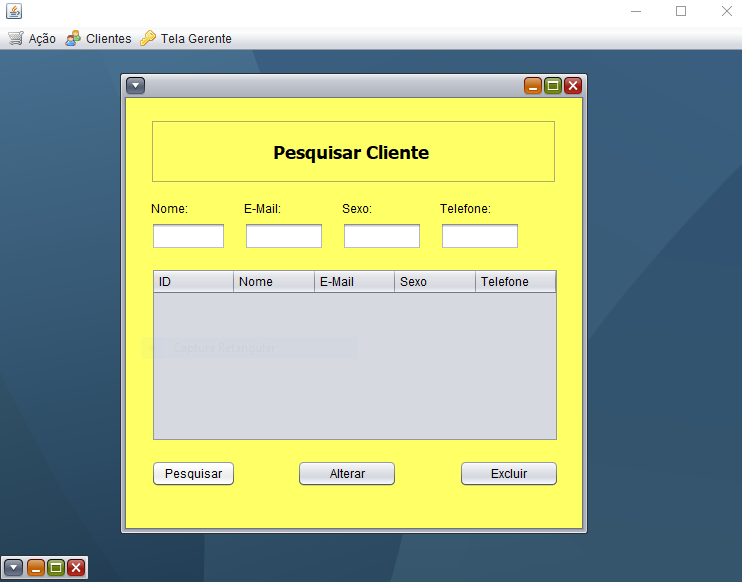 Ação Clientes Tela Gerente
Pesquisar Cliente
Nome: E-Mail: Sexo: Telefone:
ID Nome E-Mail Sexo Telefone
Captura Retangular
Pesquisar Alterar Excluir